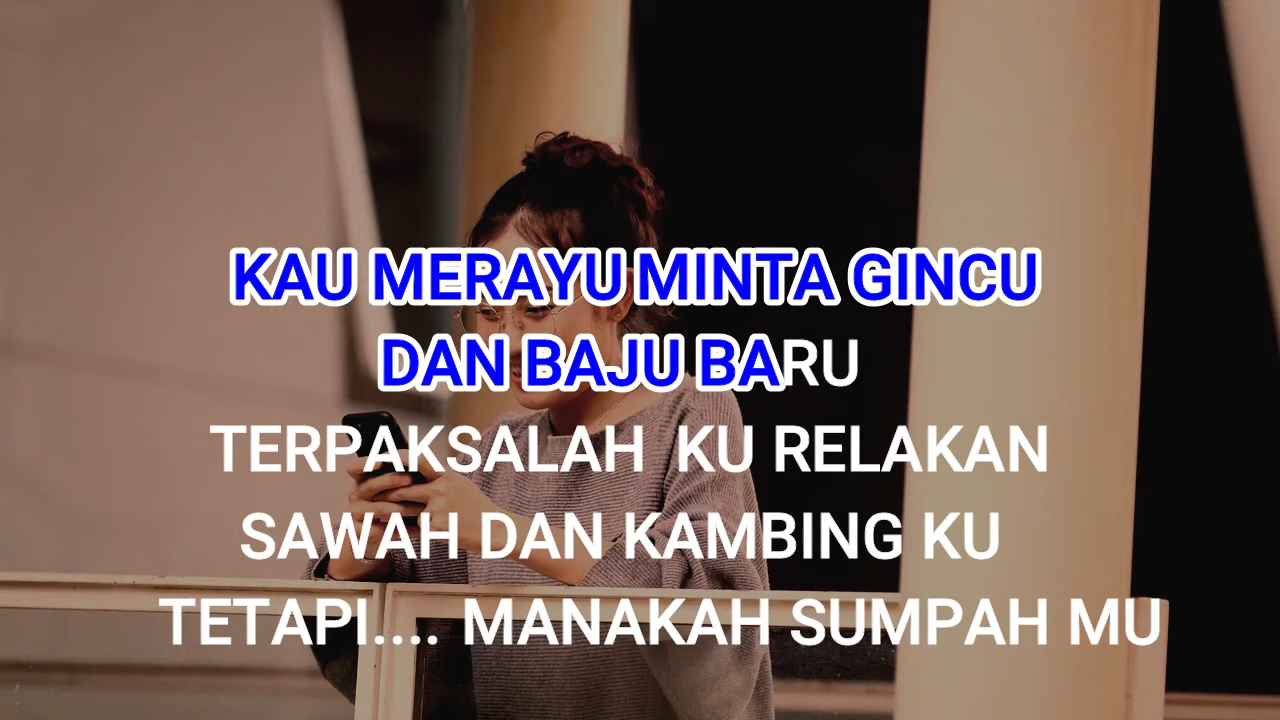 KAU MERAYU MINTA GINCU
DAN BAJU BARU
TERPAKSALAH KU RELAKAN
SAWAH DAN KAMBING KU
TETAPI.... MANAKAH SUMPAH MU